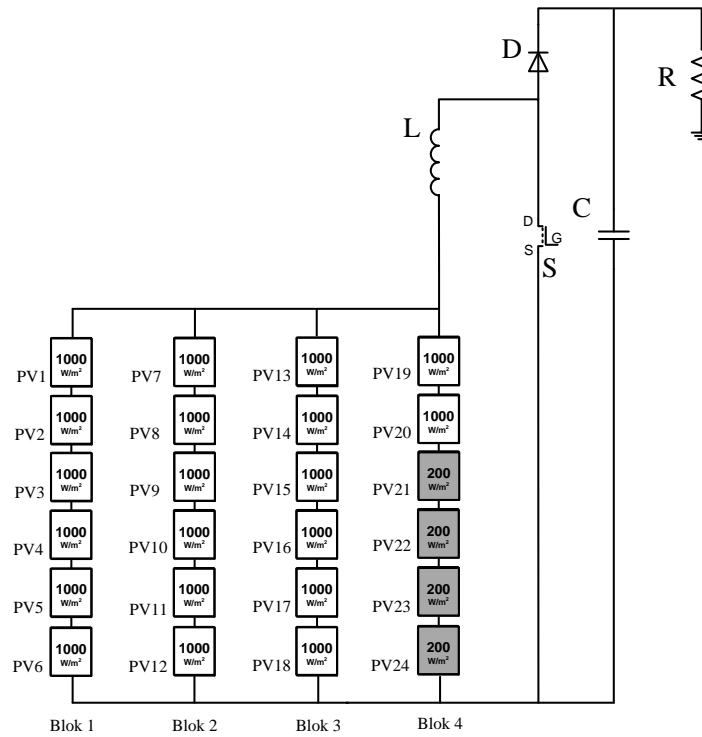 D
R
L
C
D
G
S
S
PV1
1000
W/m²
PV7
1000
W/m²
PV13
1000
W/m²
PV19
1000
W/m²
PV2
1000
W/m²
PV8
1000
W/m²
PV14
1000
W/m²
PV20
1000
W/m²
PV3
1000
W/m²
PV9
1000
W/m²
PV15
1000
W/m²
PV21
200
W/m²
PV4
1000
W/m²
PV10
1000
W/m²
PV16
1000
W/m²
PV22
200
W/m²
PV5
1000
W/m²
PV11
1000
W/m²
PV17
1000
W/m²
PV23
200
W/m²
PV6
1000
W/m²
PV12
1000
W/m²
PV18
1000
W/m²
PV24
200
W/m²
Blok 1
Blok 2
Blok 3
Blok 4